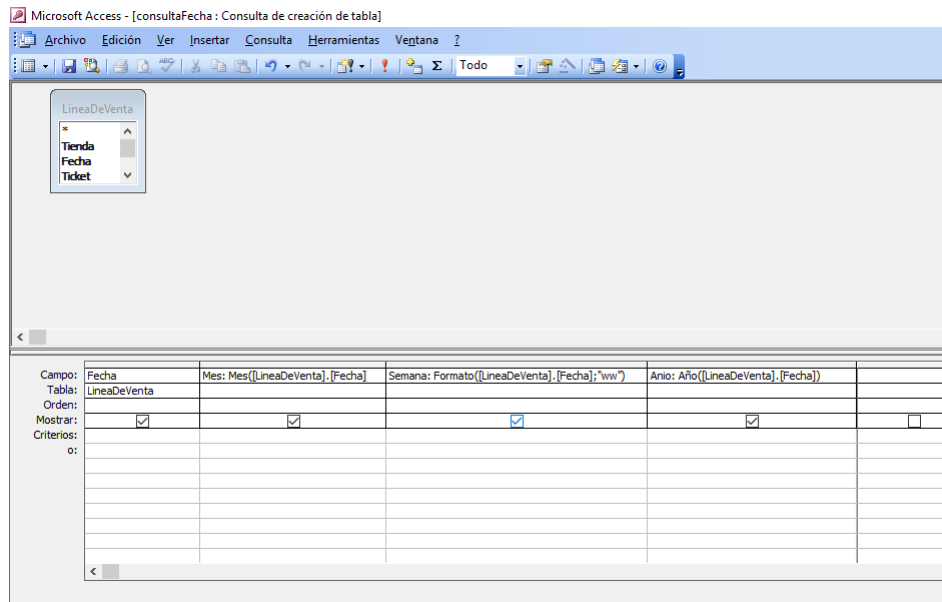 Microsoft Access - [consultaFecha : Consulta de creación de tabla]
Archivo Edición Ver Insertar Consulta Herramientas Ventana ?
ABC Σ Todo
LineaDeVenta
*
Tienda
Fecha
Ticket
Campo: Fecha Mes: Mes([LineaDeVenta].[Fecha] Semana: Formato([LineaDeVenta].[Fecha];"ww") Anio: Año([LineaDeVenta].[Fecha])
Tabla: LineaDeVenta
Orden:
Mostrar:
Criterios:
o: